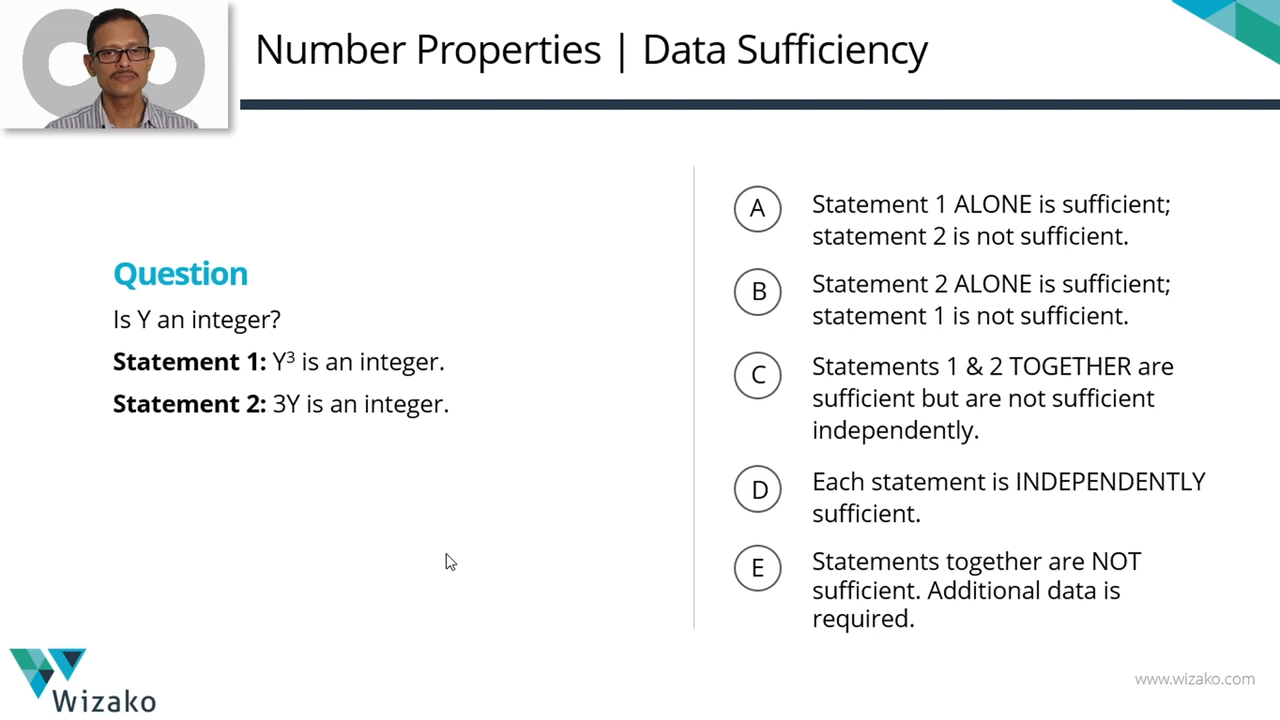 Number Properties | Data Sufficiency
Question
Is Y an integer?
Statement 1: Y³ is an integer.
Statement 2: 3Y is an integer.
A
Statement 1 ALONE is sufficient;
statement 2 is not sufficient.
B
Statement 2 ALONE is sufficient;
statement 1 is not sufficient.
C
Statements 1 & 2 TOGETHER are
sufficient but are not sufficient
independently.
D
Each statement is INDEPENDENTLY
sufficient.
E
Statements together are NOT
sufficient. Additional data is
required.
Wizako
www.wizako.com